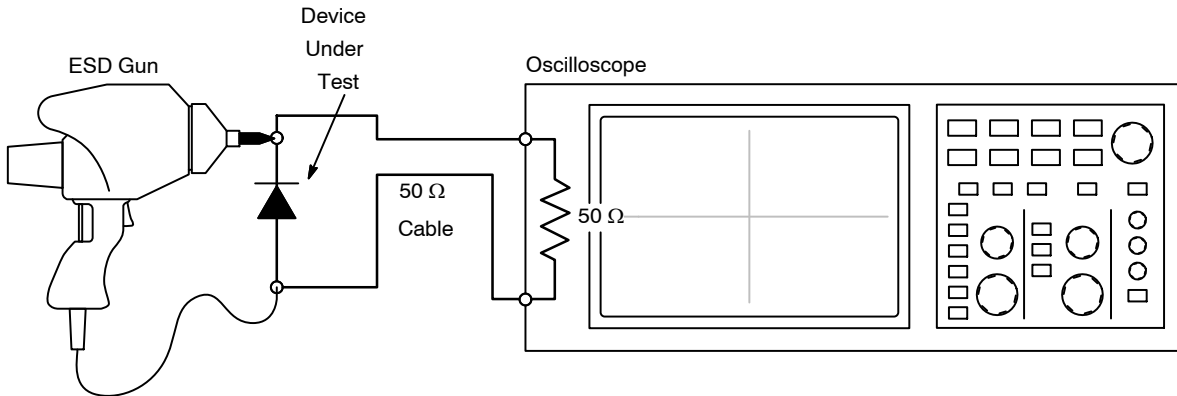 Device
Under
Test
ESD Gun
Oscilloscope
50 Ω
Cable
50 Ω